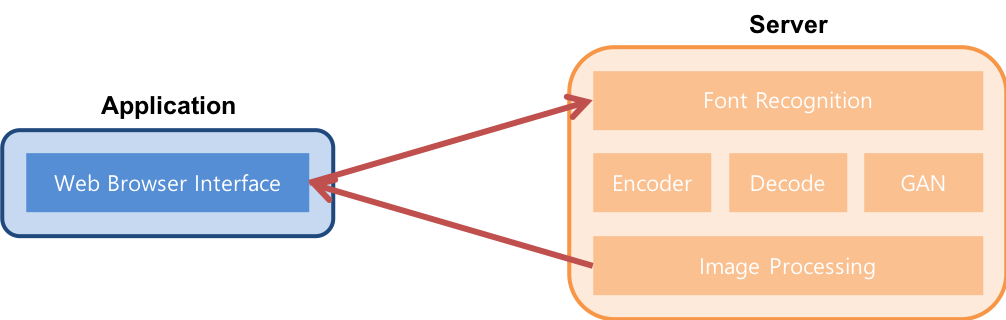 Server
Application
Font Recognition
Web Browser Interface
Encoder
Decode
GAN
Image Processing